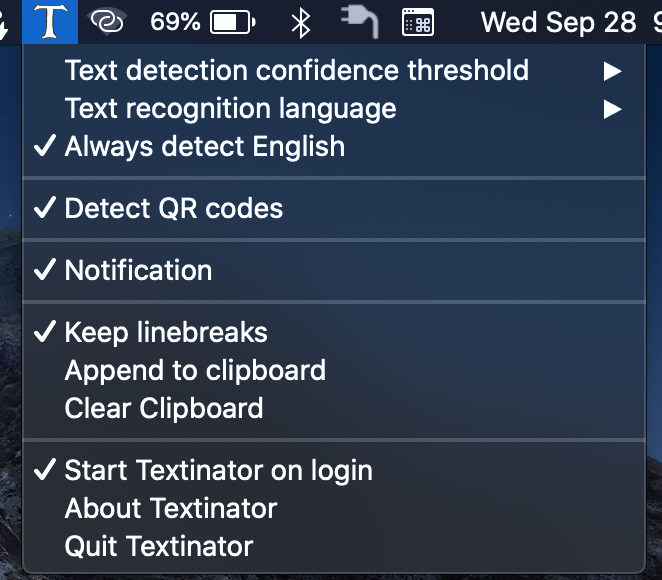 T 69% Wed Sep 28 9
Text detection confidence threshold
Text recognition language
Always detect English
Detect QR codes
Notification
Keep linebreaks
Append to clipboard
Clear Clipboard
Start Textinator on login
About Textinator
Quit Textinator